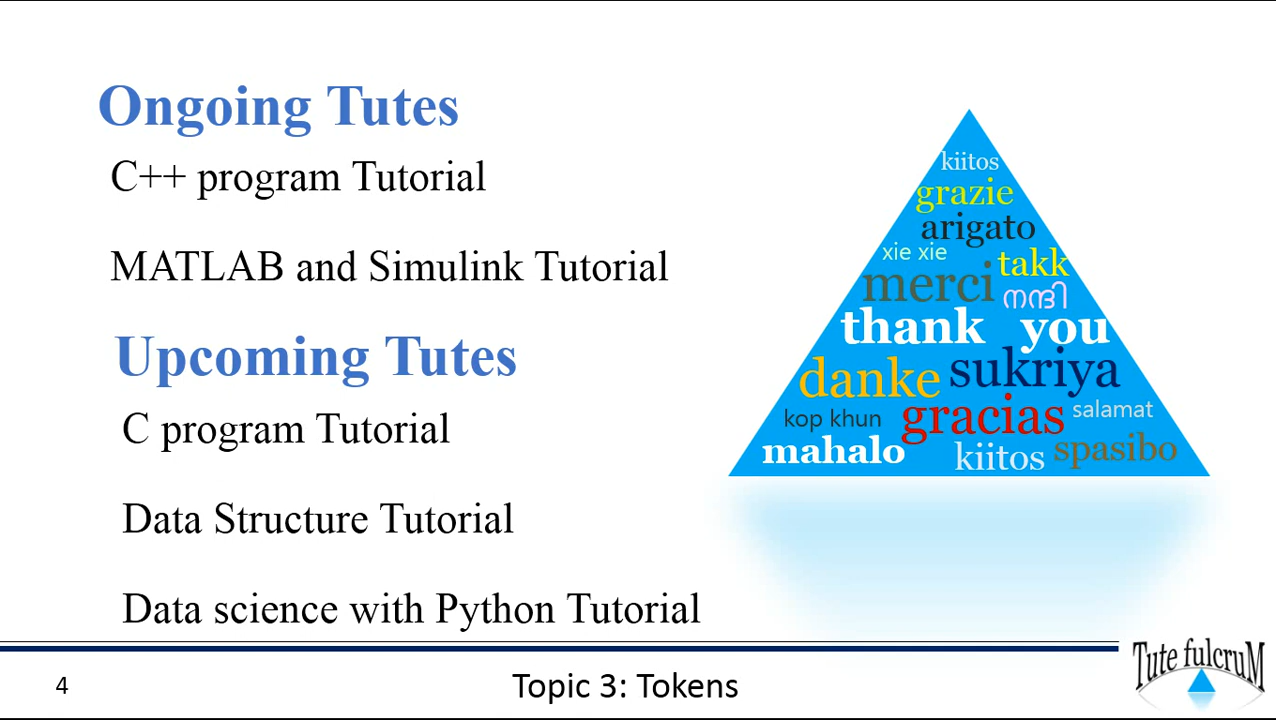 Ongoing Tutes
C++ program Tutorial
MATLAB and Simulink Tutorial
Upcoming Tutes
C program Tutorial
Data Structure Tutorial
Data science with Python Tutorial
kiitos
grazie
arigato
xie xie
takk
merci
നന്ദി
thank you
danke
sukriya
kop khun
gracias
salamat
mahalo
kiitos
spasibo
4
Topic 3: Tokens
Tute fulcruM